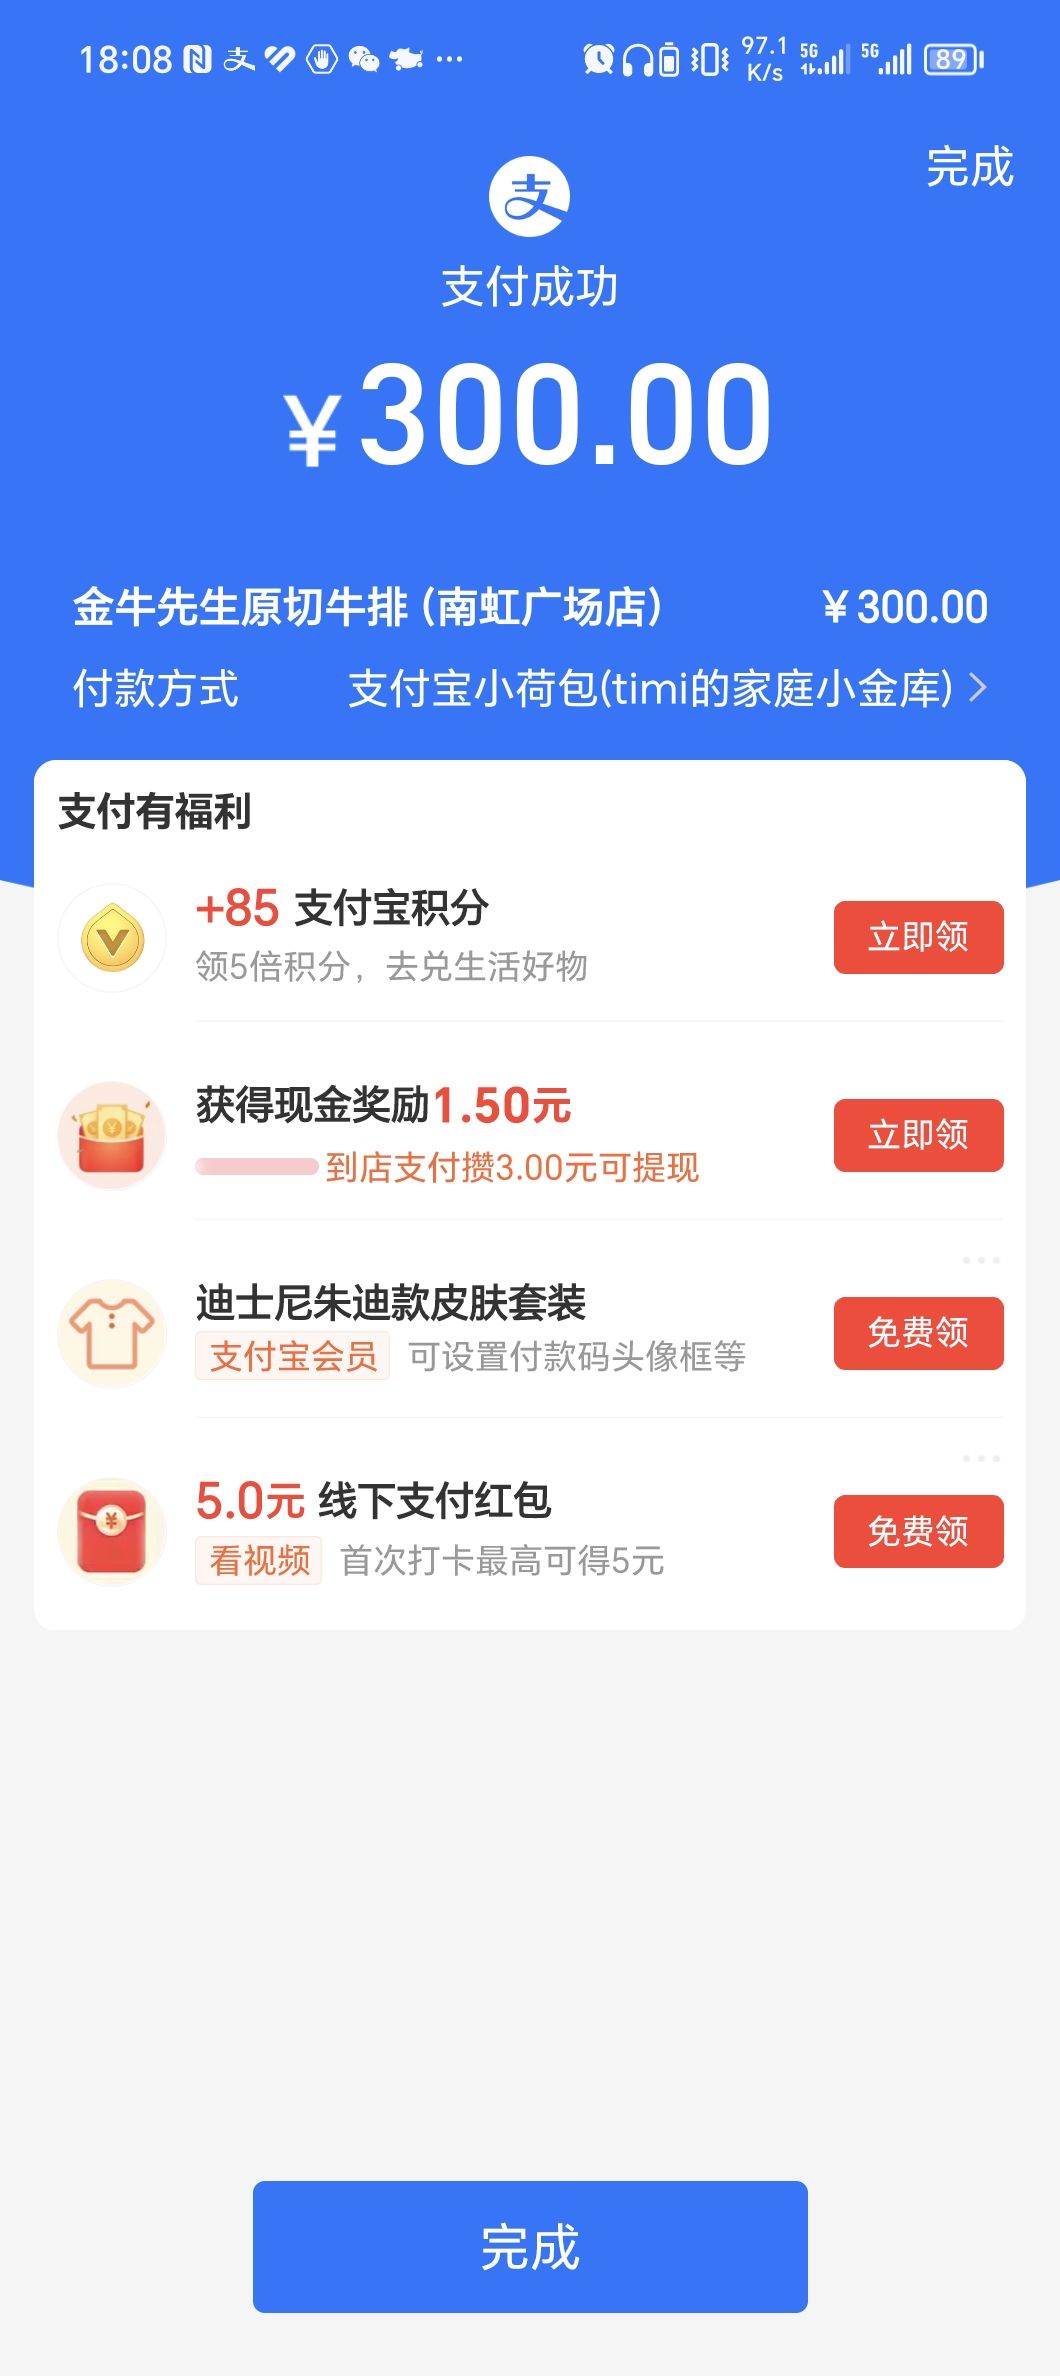 18:08
97.1
K/s
5G
5G
89
完成
支
支付成功
¥300.00
金牛先生原切牛排 (南虹广场店) ¥300.00
付款方式 支付宝小荷包(timi的家庭小金库)
支付有福利
+85 支付宝积分
领5倍积分，去兑生活好物
立即领
获得现金奖励1.50元
到店支付攒3.00元可提现
立即领
迪士尼朱迪款皮肤套装
支付宝会员 可设置付款码头像框等
免费领
5.0元 线下支付红包
看视频 首次打卡最高可得5元
免费领
完成